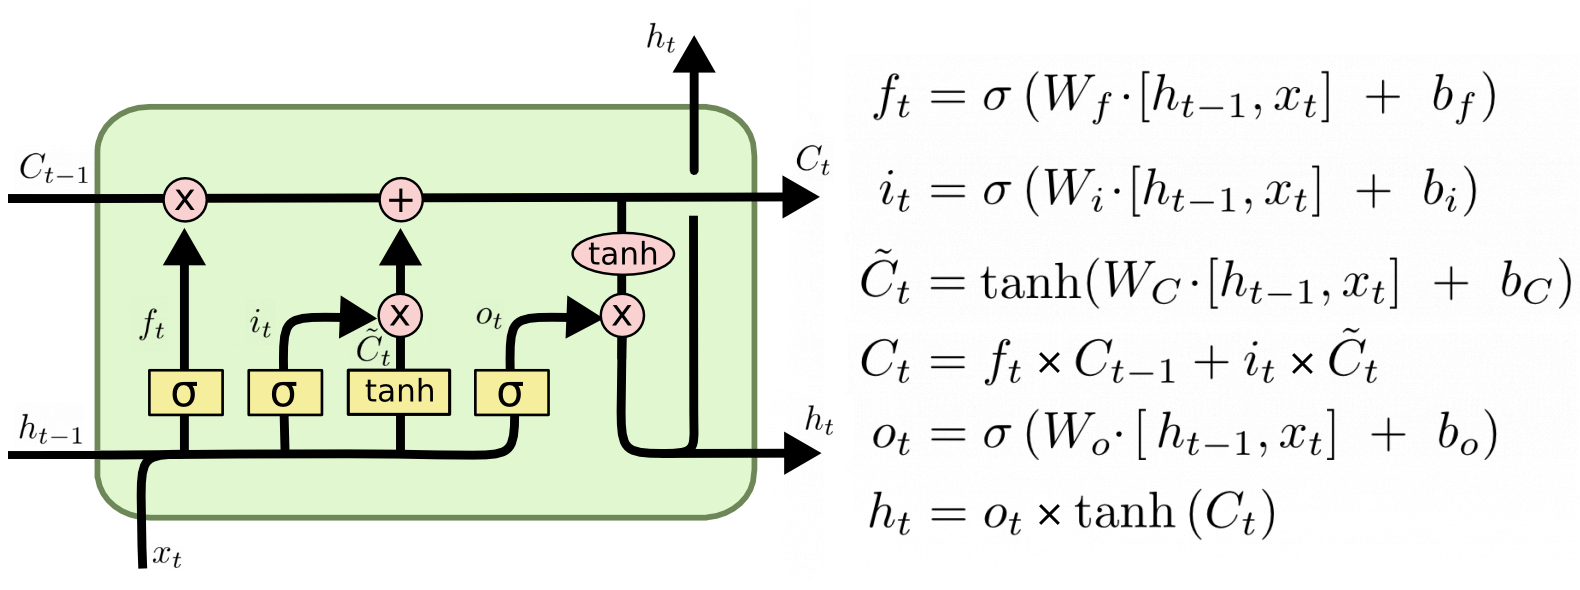 h_t
C_{t-1}
C_t
x
+
tanh
f_t
i_t
x
o_t
x
C̃_t
σ
σ
tanh
σ
h_{t-1}
h_t
x_t
f_t = σ (W_f · [h_{t-1}, x_t] + b_f)
i_t = σ (W_i · [h_{t-1}, x_t] + b_i)
C̃_t = tanh(W_C · [h_{t-1}, x_t] + b_C)
C_t = f_t × C_{t-1} + i_t × C̃_t
o_t = σ (W_o · [ h_{t-1}, x_t] + b_o)
h_t = o_t × tanh (C_t)